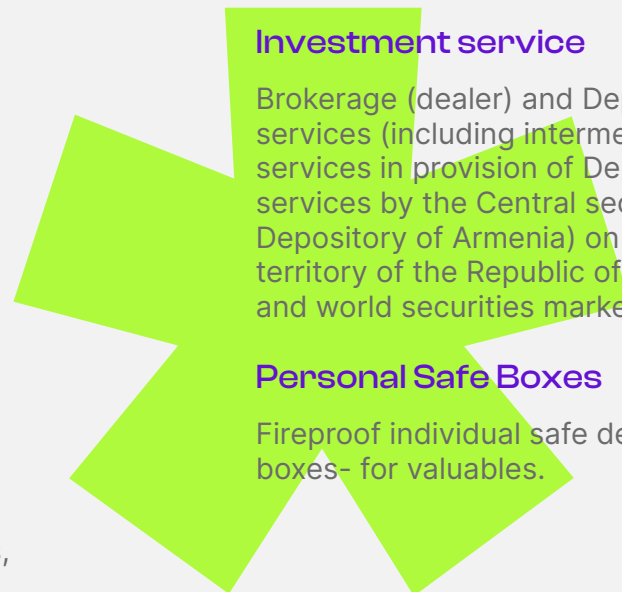 Investment service
Brokerage (dealer) and De
services (including interme
services in provision of De
services by the Central sec
Depository of Armenia) on
territory of the Republic of
and world securities marke
Personal Safe Boxes
Fireproof individual safe de
boxes- for valuables.
,